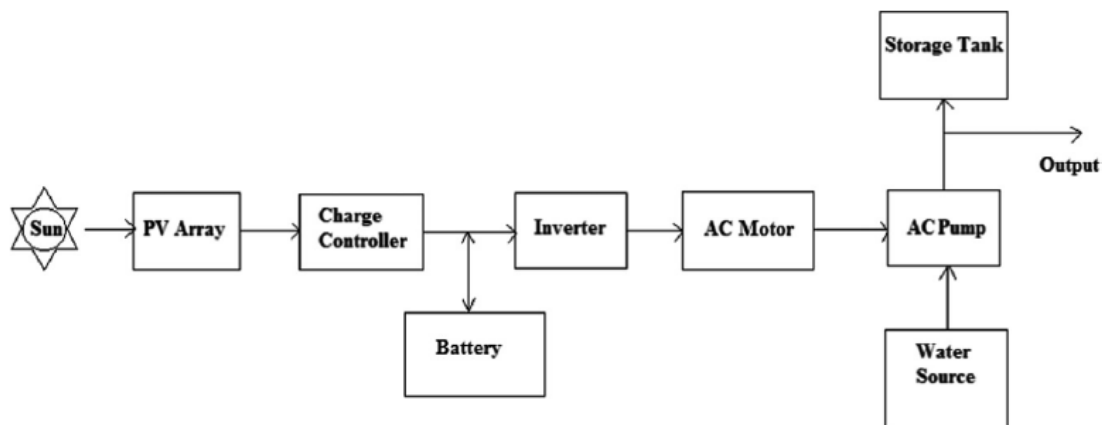 Storage Tank
Output
Sun
PV Array
Charge
Controller
Inverter
AC Motor
AC Pump
Battery
Water
Source